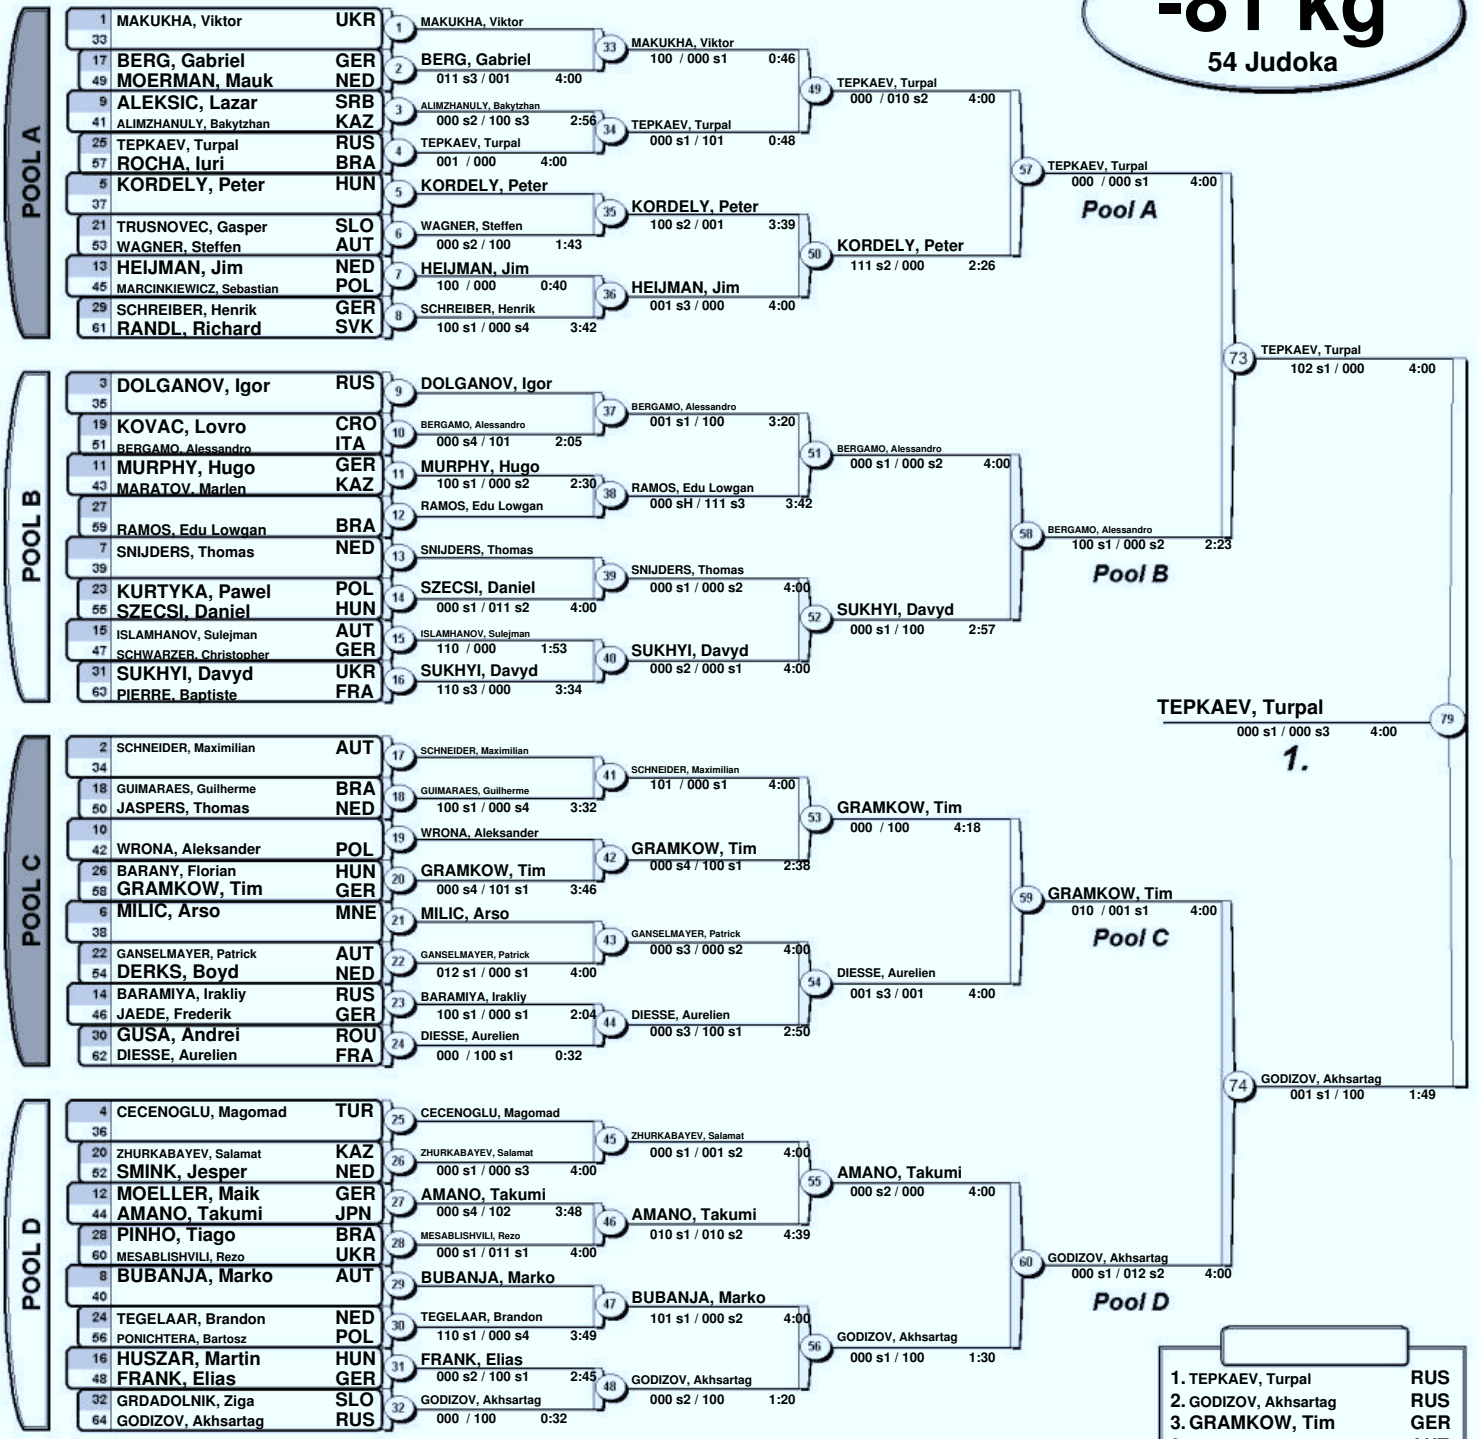 -81 kg
54 Judoka
POOL A
1 MAKUKHA, Viktor UKR
33
17 BERG, Gabriel GER
49 MOERMAN, Mauk NED
9 ALEKSIC, Lazar SRB
41 ALIMZHANULY, Bakytzhan KAZ
25 TEPKAEV, Turpal RUS
57 ROCHA, Iuri BRA
5 KORDELY, Peter HUN
37
21 TRUSNOVEC, Gasper SLO
53 WAGNER, Steffen AUT
13 HEIJMAN, Jim NED
45 MARCINKIEWICZ, Sebastian POL
29 SCHREIBER, Henrik GER
61 RANDL, Richard SVK
1 MAKUKHA, Viktor
2 BERG, Gabriel
011 s3 / 001 4:00
3 ALIMZHANULY, Bakytzhan
000 s2 / 100 s3 2:56
4 TEPKAEV, Turpal
001 / 000 4:00
5 KORDELY, Peter
6 WAGNER, Steffen
000 s2 / 100 1:43
7 HEIJMAN, Jim
100 / 000 0:40
8 SCHREIBER, Henrik
100 s1 / 000 s4 3:42
33 MAKUKHA, Viktor
100 / 000 s1 0:46
34 TEPKAEV, Turpal
000 s1 / 101 0:48
35 KORDELY, Peter
100 s2 / 001 3:39
36 HEIJMAN, Jim
001 s3 / 000 4:00
49 TEPKAEV, Turpal
000 / 010 s2 4:00
50 KORDELY, Peter
111 s2 / 000 2:26
57 TEPKAEV, Turpal
000 / 000 s1 4:00
Pool A
POOL B
3 DOLGANOV, Igor RUS
35
19 KOVAC, Lovro CRO
51 BERGAMO, Alessandro ITA
11 MURPHY, Hugo GER
43 MARATOV, Marlen KAZ
27
59 RAMOS, Edu Lowgan BRA
7 SNIJDERS, Thomas NED
39
23 KURTYKA, Pawel POL
55 SZECSI, Daniel HUN
15 ISLAMHANOV, Sulejman AUT
47 SCHWARZER, Christopher GER
31 SUKHYI, Davyd UKR
63 PIERRE, Baptiste FRA
9 DOLGANOV, Igor
10 BERGAMO, Alessandro
000 s4 / 101 2:05
11 MURPHY, Hugo
100 s1 / 000 s2 2:30
12 RAMOS, Edu Lowgan
13 SNIJDERS, Thomas
14 SZECSI, Daniel
000 s1 / 011 s2 4:00
15 ISLAMHANOV, Sulejman
110 / 000 1:53
16 SUKHYI, Davyd
110 s3 / 000 3:34
37 BERGAMO, Alessandro
001 s1 / 100 3:20
38 RAMOS, Edu Lowgan
000 sH / 111 s3 3:42
39 SNIJDERS, Thomas
000 s1 / 000 s2 4:00
40 SUKHYI, Davyd
000 s2 / 000 s1 4:00
51 BERGAMO, Alessandro
000 s1 / 000 s2 4:00
52 SUKHYI, Davyd
000 s1 / 100 2:57
58 BERGAMO, Alessandro
100 s1 / 000 s2 2:23
Pool B
73 TEPKAEV, Turpal
102 s1 / 000 4:00
TEPKAEV, Turpal 79
000 s1 / 000 s3 4:00
1.
POOL C
2 SCHNEIDER, Maximilian AUT
34
18 GUIMARAES, Guilherme BRA
50 JASPERS, Thomas NED
10
42 WRONA, Aleksander POL
26 BARANY, Florian HUN
58 GRAMKOW, Tim GER
6 MILIC, Arso MNE
38
22 GANSELMAYER, Patrick AUT
54 DERKS, Boyd NED
14 BARAMIYA, Irakliy RUS
46 JAEDE, Frederik GER
30 GUSA, Andrei ROU
62 DIESSE, Aurelien FRA
17 SCHNEIDER, Maximilian
18 GUIMARAES, Guilherme
100 s1 / 000 s4 3:32
19 WRONA, Aleksander
20 GRAMKOW, Tim
000 s4 / 101 s1 3:46
21 MILIC, Arso
22 GANSELMAYER, Patrick
012 s1 / 000 s1 4:00
23 BARAMIYA, Irakliy
100 s1 / 000 s1 2:04
24 DIESSE, Aurelien
000 / 100 s1 0:32
41 SCHNEIDER, Maximilian
101 / 000 s1 4:00
42 GRAMKOW, Tim
000 s4 / 100 s1 2:38
43 GANSELMAYER, Patrick
000 s3 / 000 s2 4:00
44 DIESSE, Aurelien
000 s3 / 100 s1 2:50
53 GRAMKOW, Tim
000 / 100 4:18
54 DIESSE, Aurelien
001 s3 / 001 4:00
59 GRAMKOW, Tim
010 / 001 s1 4:00
Pool C
POOL D
4 CECENOGLU, Magomad TUR
36
20 ZHURKABAYEV, Salamat KAZ
52 SMINK, Jesper NED
12 MOELLER, Maik GER
44 AMANO, Takumi JPN
28 PINHO, Tiago BRA
60 MESABLISHVILI, Rezo UKR
8 BUBANJA, Marko AUT
40
24 TEGELAAR, Brandon NED
56 PONICHTERA, Bartosz POL
16 HUSZAR, Martin HUN
48 FRANK, Elias GER
32 GRDADOLNIK, Ziga SLO
64 GODIZOV, Akhsartag RUS
25 CECENOGLU, Magomad
26 ZHURKABAYEV, Salamat
000 s1 / 000 s3 4:00
27 AMANO, Takumi
000 s4 / 102 3:48
28 MESABLISHVILI, Rezo
000 s1 / 011 s1 4:00
29 BUBANJA, Marko
30 TEGELAAR, Brandon
110 s1 / 000 s4 3:49
31 FRANK, Elias
000 s2 / 100 s1 2:45
32 GODIZOV, Akhsartag
000 / 100 0:32
45 ZHURKABAYEV, Salamat
000 s1 / 001 s2 4:00
46 AMANO, Takumi
010 s1 / 010 s2 4:39
47 BUBANJA, Marko
101 s1 / 000 s2 4:00
48 GODIZOV, Akhsartag
000 s2 / 100 1:20
55 AMANO, Takumi
000 s2 / 000 4:00
56 GODIZOV, Akhsartag
000 s1 / 100 1:30
60 GODIZOV, Akhsartag
000 s1 / 012 s2 4:00
Pool D
74 GODIZOV, Akhsartag
001 s1 / 100 1:49
1. TEPKAEV, Turpal RUS
2. GODIZOV, Akhsartag RUS
3. GRAMKOW, Tim GER